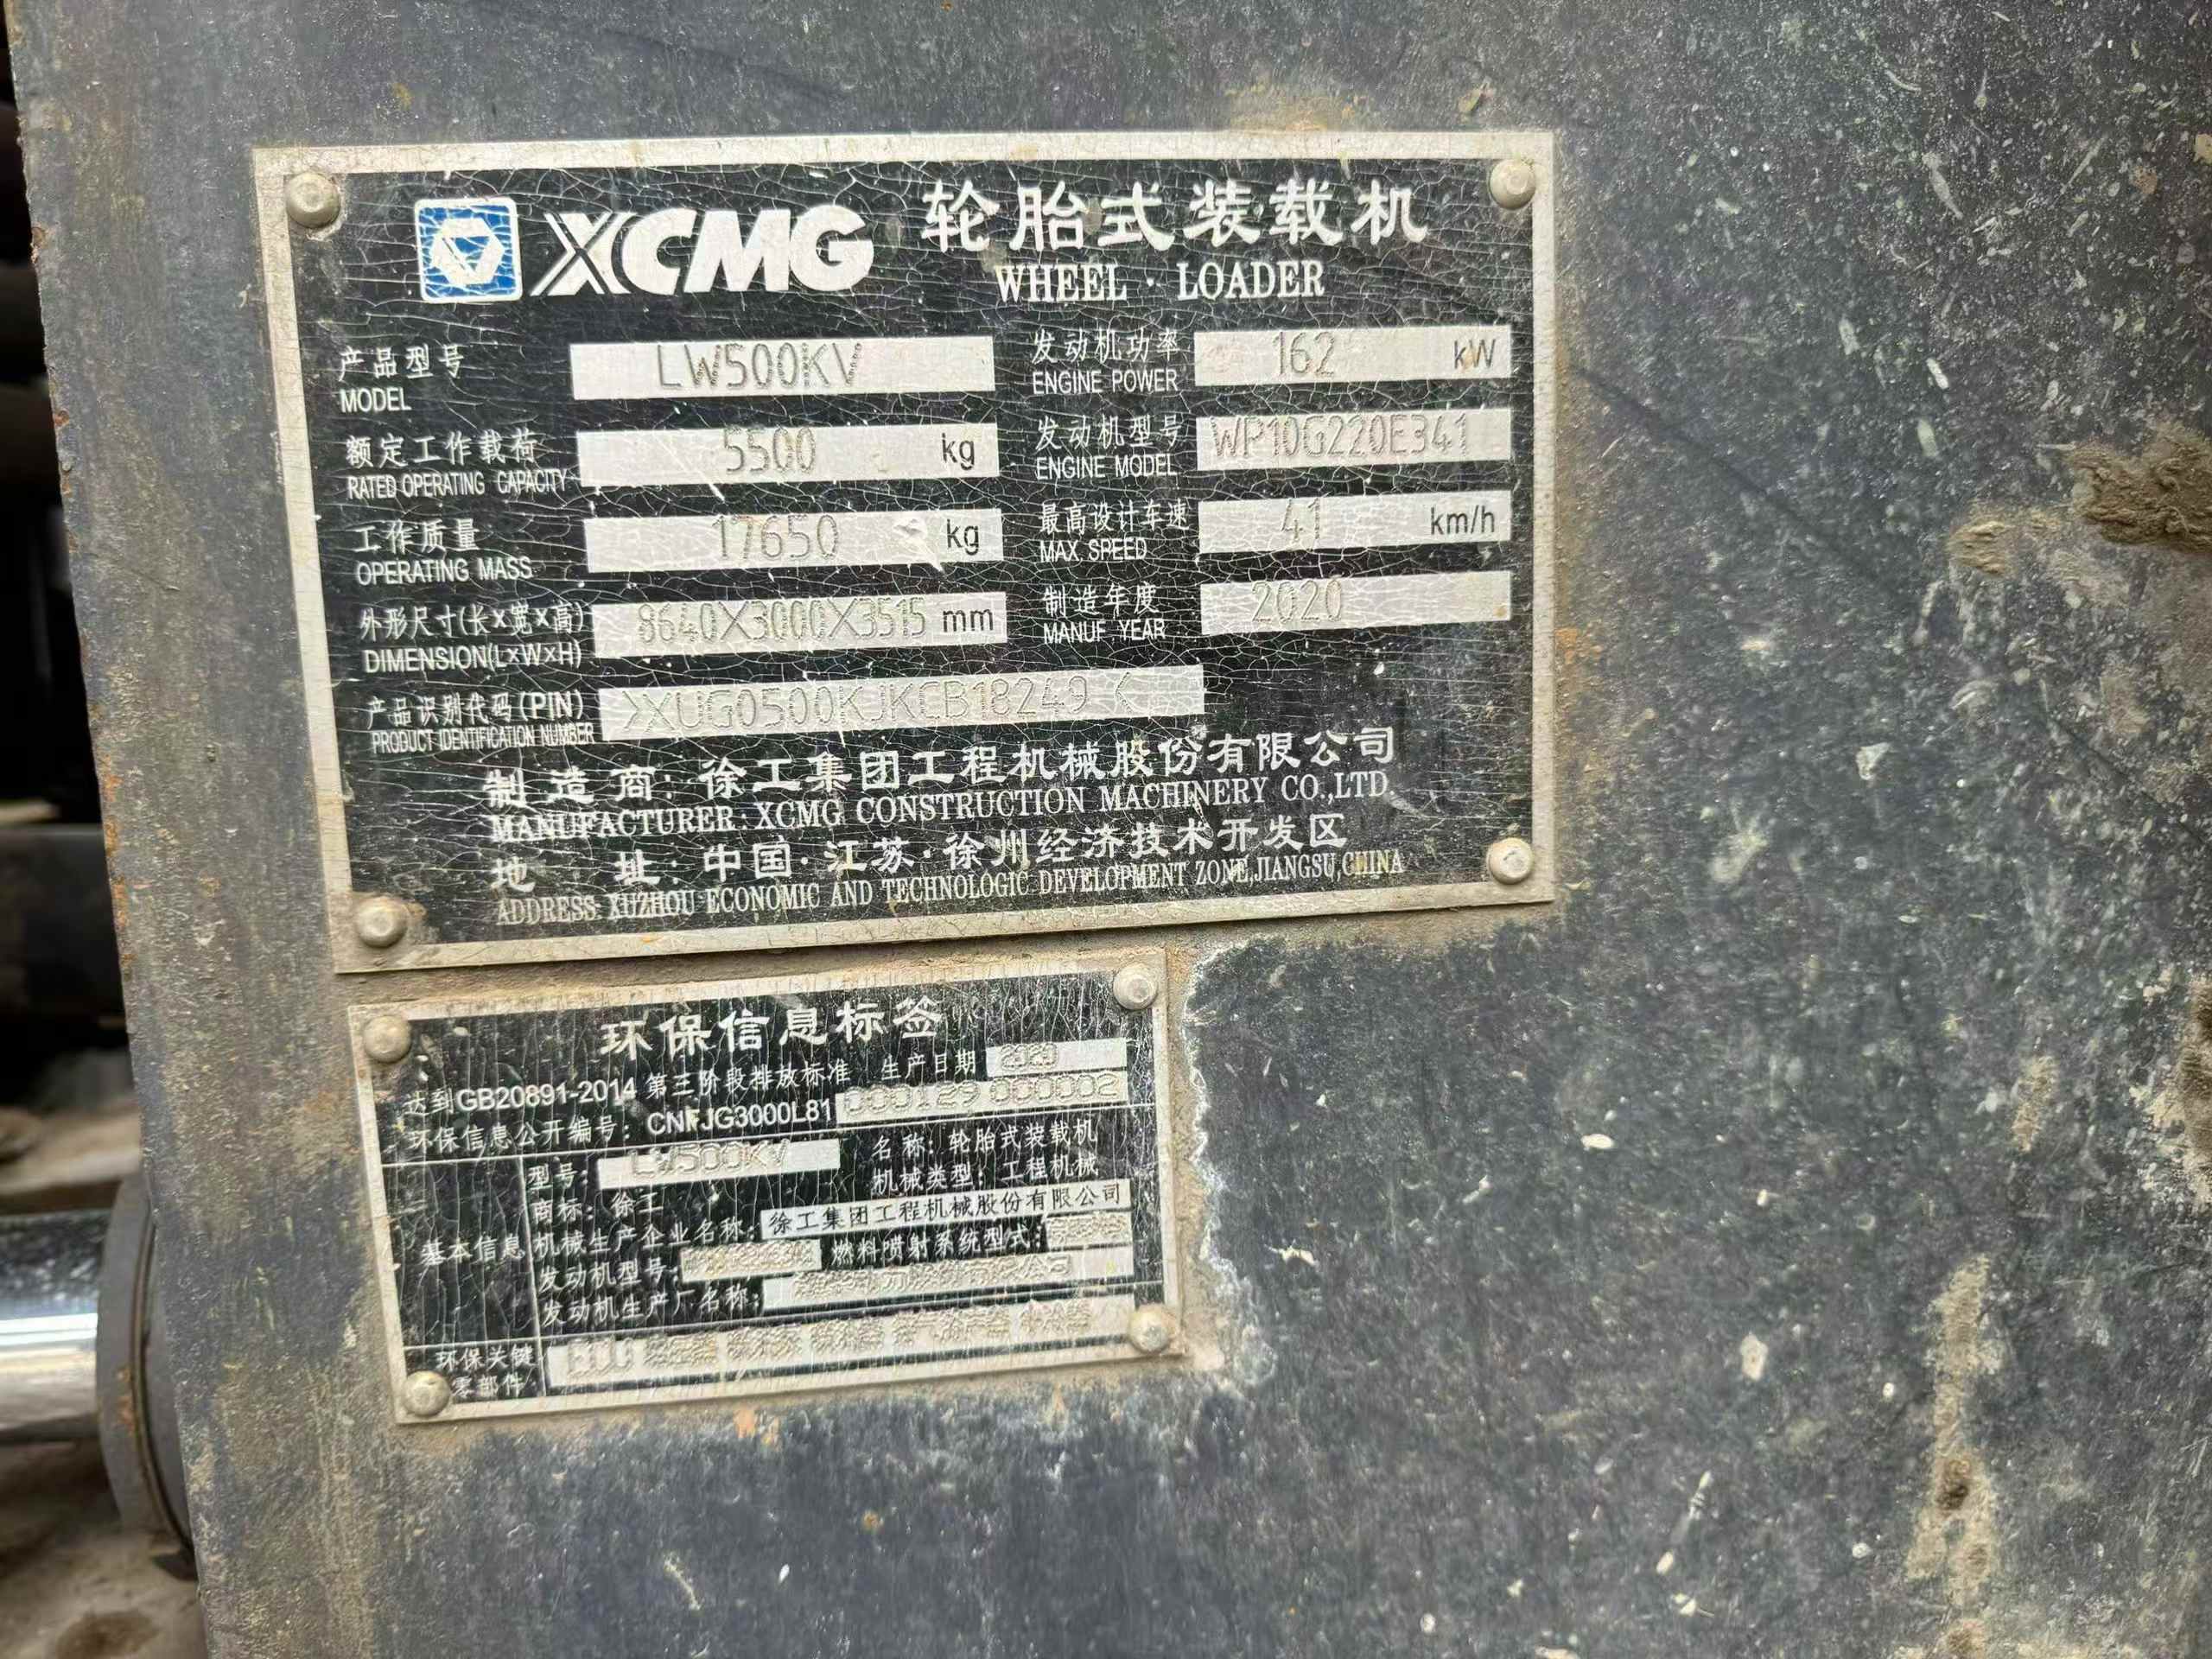 XCMG 轮胎式装载机
WHEEL · LOADER
产品型号 LW500KV 发动机功率 162 kW
MODEL ENGINE POWER
额定工作载荷 5500 kg 发动机型号 WP10G220E341
RATED OPERATING CAPACITY ENGINE MODEL
工作质量 17650 kg 最高设计车速 41 km/h
OPERATING MASS MAX. SPEED
外形尺寸(长×宽×高) 8640X3000X3515 mm 制造年度 2020
DIMENSION(L×W×H) MANUF YEAR
产品识别代码(PIN) >XUG0500KJKCB18249<
PRODUCT IDENTIFICATION NUMBER
制造商:徐工集团工程机械股份有限公司
MANUFACTURER: XCMG CONSTRUCTION MACHINERY CO.,LTD.
地址:中国·江苏·徐州经济技术开发区
ADDRESS: XUZHOU ECONOMIC AND TECHNOLOGIC DEVELOPMENT ZONE,JIANGSU,CHINA
环保信息标签
达到GB20891-2014 第三阶段排放标准 生产日期 2020
环保信息公开编号: CNFJG3000L81 000129 000002
型号: LW500KV 名称:轮胎式装载机
商标:徐工 机械类型:工程机械
基本信息 机械生产企业名称:徐工集团工程机械股份有限公司
发动机型号: 燃料喷射系统型式:
发动机生产厂名称:
环保关键
零部件